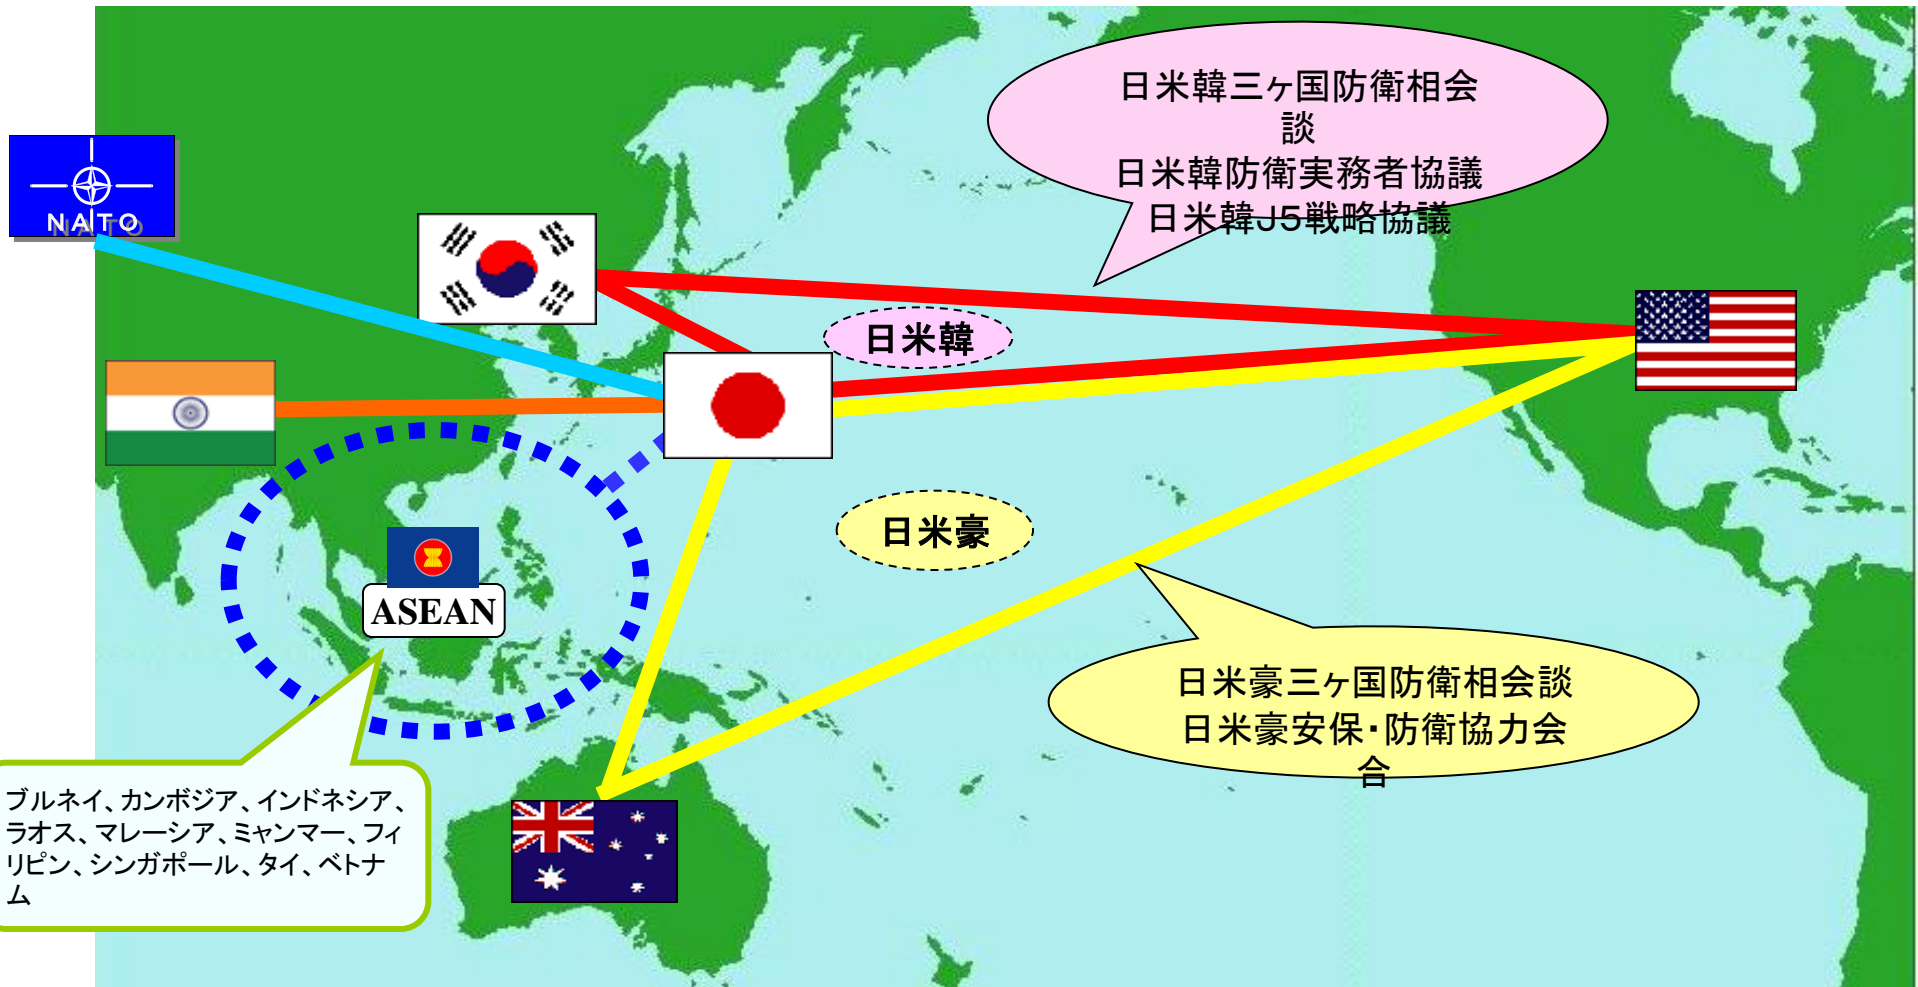 日米韓三ヶ国防衛相会
談
日米韓防衛実務者協議
日米韓J5戦略協議
NATO
日米韓
日米豪
ASEAN
日米豪三ヶ国防衛相会談
日米豪安保・防衛協力会
合
ブルネイ、カンボジア、インドネシア、
ラオス、マレーシア、ミャンマー、フィ
リピン、シンガポール、タイ、ベトナ
ム